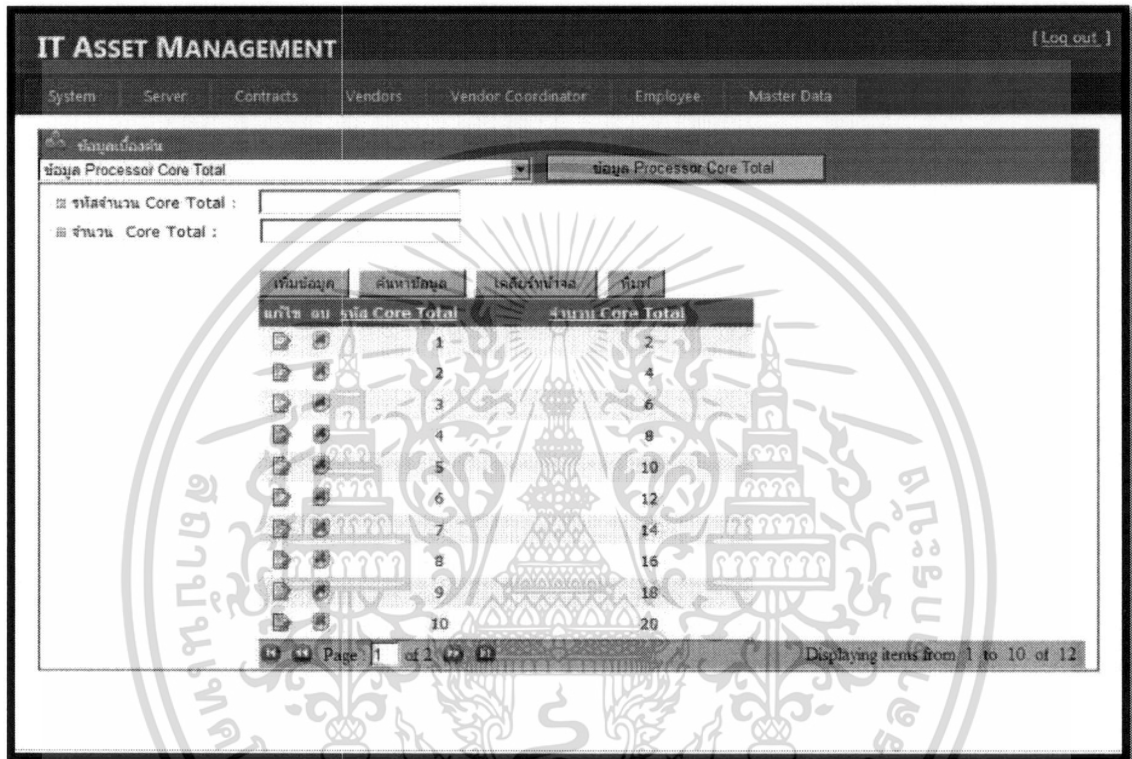 IT ASSET MANAGEMENT
[ Log out ]
System Server Contracts Vendors Vendor Coordinator Employee Master Data
ข้อมูลเบื้องต้น
ข้อมูล Processor Core Total ข้อมูล Processor Core Total
รหัสจำนวน Core Total :
จำนวน Core Total :
เพิ่มข้อมูล ค้นหาข้อมูล เคลียร์หน้าจอ พิมพ์
แก้ไข ลบ รหัส Core Total จำนวน Core Total
1 2
2 4
3 6
4 8
5 10
6 12
7 14
8 16
9 18
10 20
Page : 1 of 2 Displaying items from 1 to 10 of 12